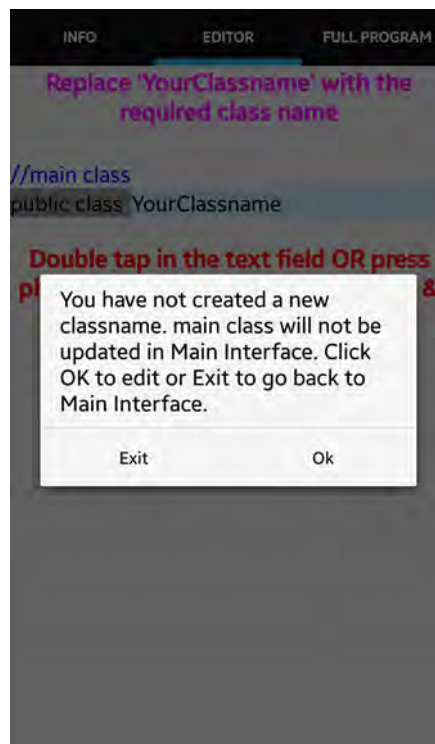 INFO EDITOR FULL PROGRAM
Replace 'YourClassname' with the
required class name
//main class
public class YourClassname
Double tap in the text field OR press
pl &
You have not created a new
classname. main class will not be
updated in Main Interface. Click
OK to edit or Exit to go back to
Main Interface.
Exit Ok